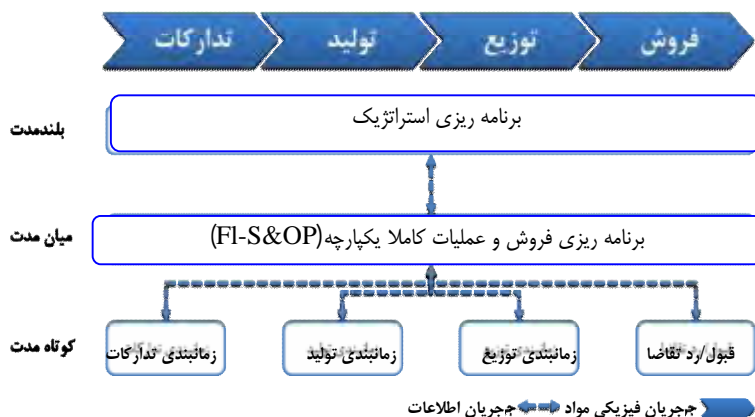 تدارکات تولید توزیع فروش
بلندمدت
برنامه ریزی استراتژیک
میان مدت
برنامه ریزی فروش و عملیات کاملا یکپارچه(FI-S&OP)
کوتاه مدت
زمانبندی تدارکات زمانبندی تولید زمانبندی توزیع قبول/رد تقاضا
جریان فیزیکی مواد جریان اطلاعات